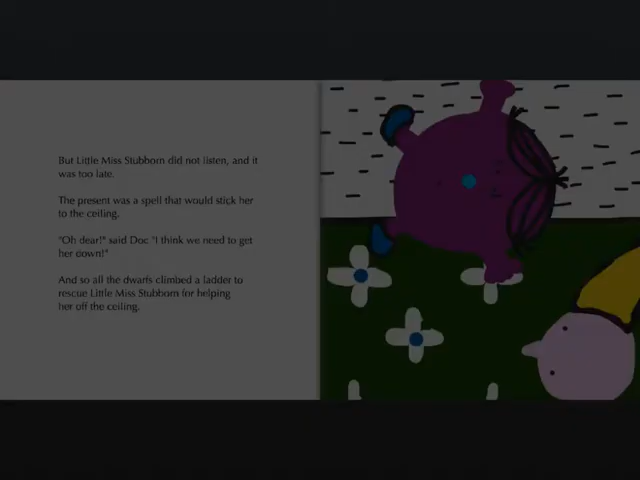 But Little Miss Stubborn did not listen, and it
was too late.
The present was a spell that would stick her
to the ceiling.
"Oh dear!" said Doc "I think we need to get
her down!"
And so all the dwarfs climbed a ladder to
rescue Little Miss Stubborn for helping
her off the ceiling.